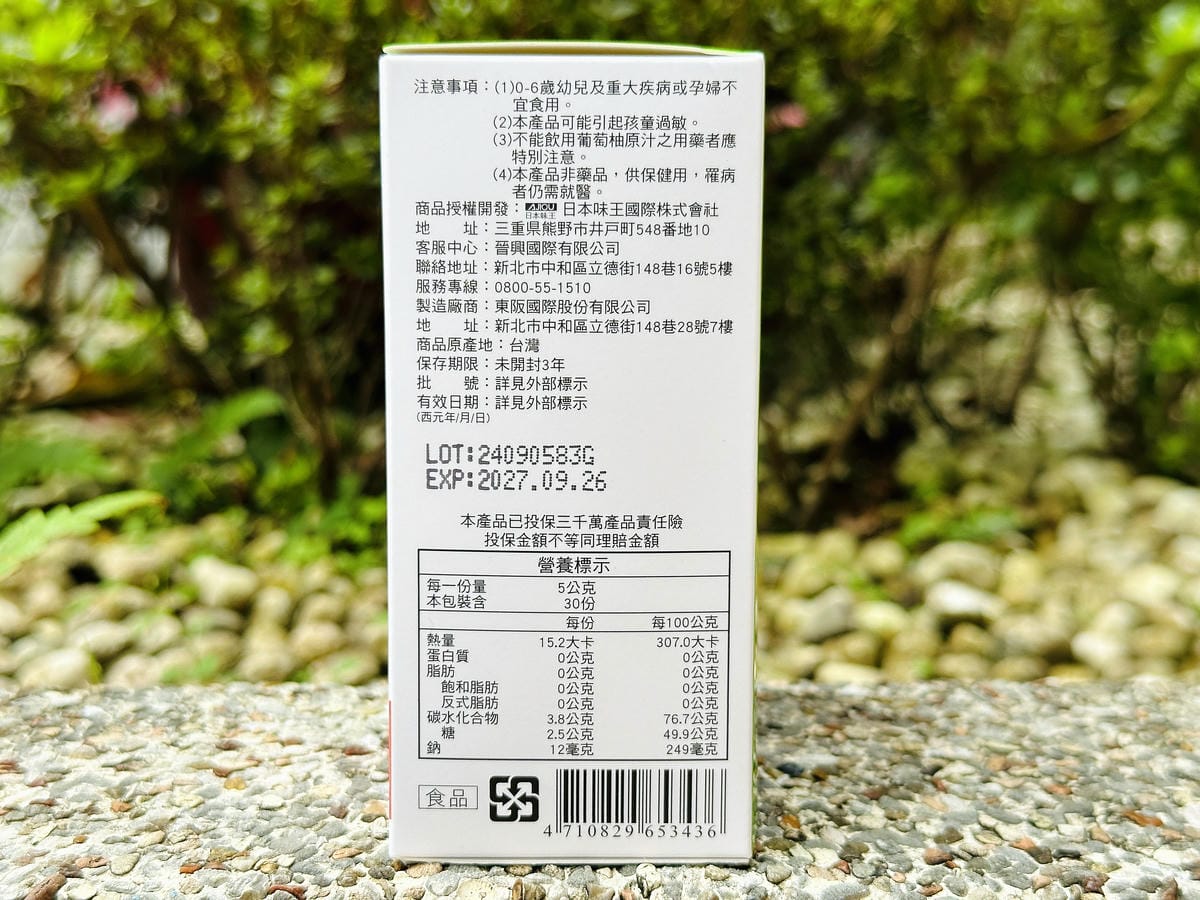 注意事項：(1)0-6歲幼兒及重大疾病或孕婦不
宜食用。
(2)本產品可能引起孩童過敏。
(3)不能飲用葡萄柚原汁之用藥者應
特別注意。
(4)本產品非藥品，供保健用，罹病
者仍需就醫。
商品授權開發：AJIOU 日本味王 日本味王國際株式會社
地　　址：三重県熊野市井戸町548番地10
客服中心：晉興國際有限公司
聯絡地址：新北市中和區立德街148巷16號5樓
服務專線：0800-55-1510
製造廠商：東阪國際股份有限公司
地　　址：新北市中和區立德街148巷28號7樓
商品原產地：台灣
保存期限：未開封3年
批　　號：詳見外部標示
有效日期：詳見外部標示
(西元年/月/日)
LOT:24090583G
EXP:2027.09.26
本產品已投保三千萬產品責任險
投保金額不等同理賠金額
營養標示
每一份量 5公克
本包裝含 30份
每份 每100公克
熱量 15.2大卡 307.0大卡
蛋白質 0公克 0公克
脂肪 0公克 0公克
飽和脂肪 0公克 0公克
反式脂肪 0公克 0公克
碳水化合物 3.8公克 76.7公克
糖 2.5公克 49.9公克
鈉 12毫克 249毫克
食品
4 710829 653436